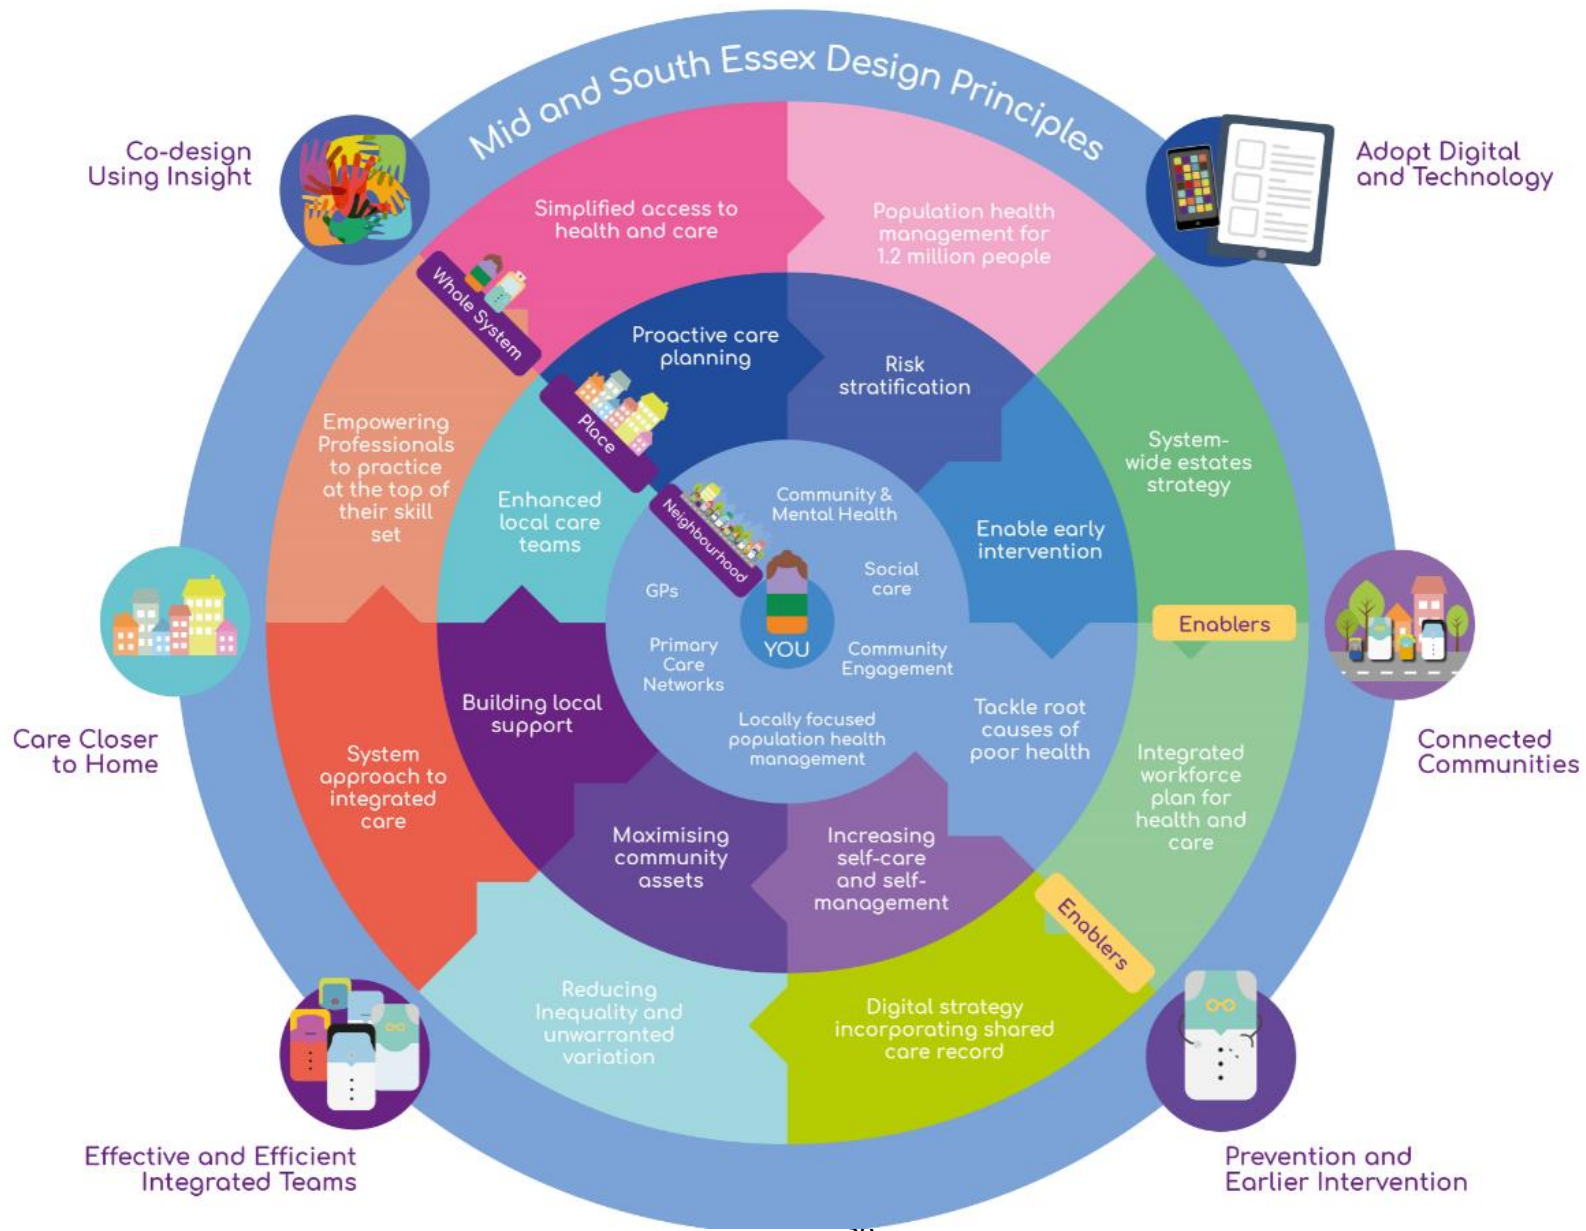 Mid and South Essex Design Principles
Co-design
Using Insight
Adopt Digital
and Technology
Simplified access to
health and care
Population health
management for
1.2 million people
Whole System
Proactive care
planning
Risk
stratification
Place
Empowering
Professionals
to practice
at the top of
their skill
set
System-
wide estates
strategy
Enhanced
local care
teams
Neighbourhood
Community &
Mental Health
Enable early
intervention
Social
care
GPs
Enablers
YOU
Primary
Care
Networks
Community
Engagement
Building local
support
Locally focused
population health
management
Tackle root
causes of
poor health
Care Closer
to Home
System
approach to
integrated
care
Integrated
workforce
plan for
health and
care
Connected
Communities
Maximising
community
assets
Increasing
self-care
and self-
management
Enablers
Reducing
Inequality and
unwarranted
variation
Digital strategy
incorporating shared
care record
Effective and Efficient
Integrated Teams
Prevention and
Earlier Intervention